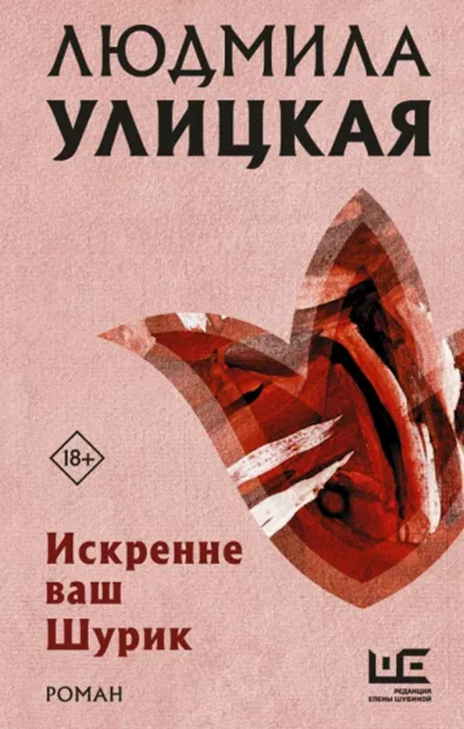 ЛЮДМИЛА
УЛИЦКАЯ
18+
Искренне
ваш
Шурик
РОМАН
РЕДАКЦИЯ
ЕЛЕНЫ ШУБИНОЙ